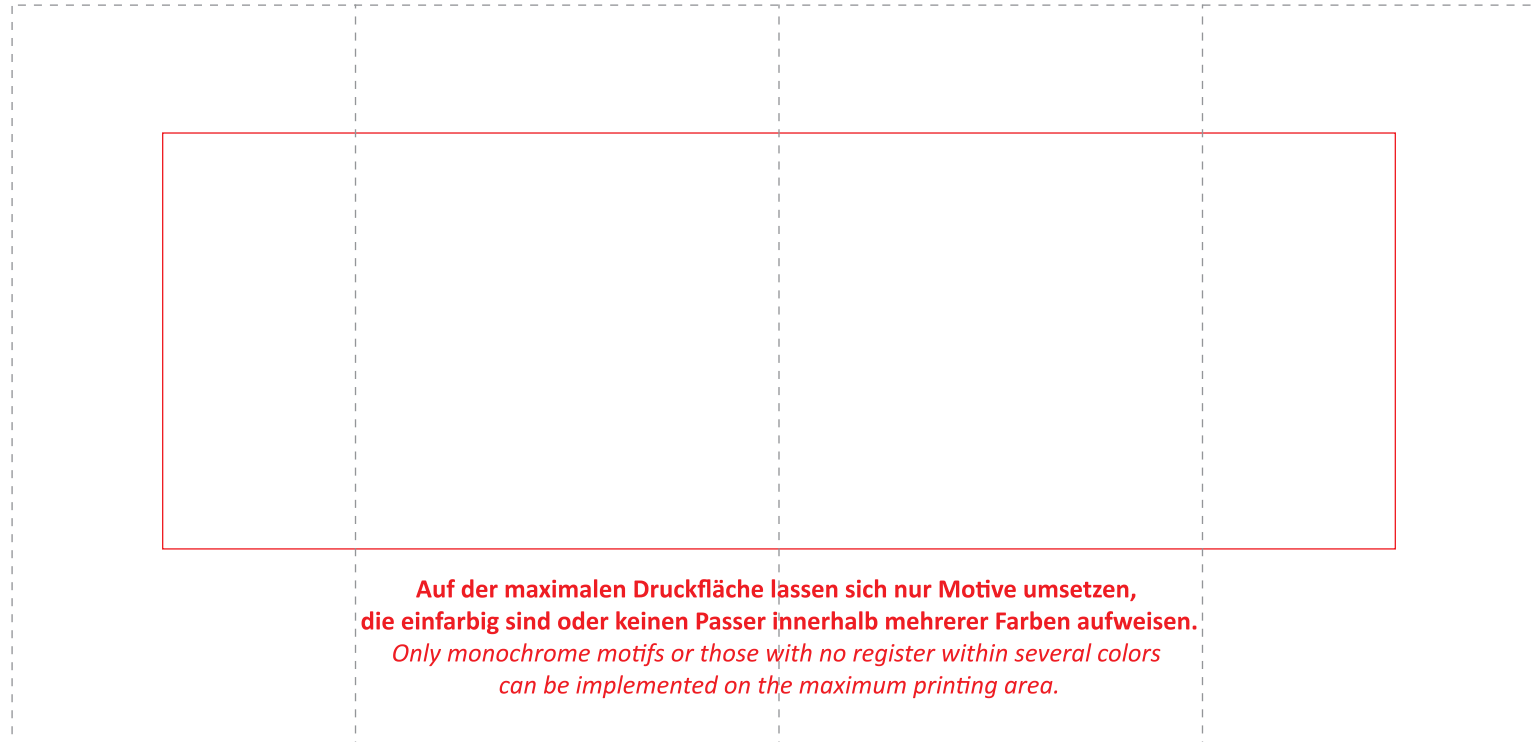 Auf der maximalen Druckfläche lassen sich nur Motive umsetzen,
die einfarbig sind oder keinen Passer innerhalb mehrerer Farben aufweisen.
Only monochrome motifs or those with no register within several colors
can be implemented on the maximum printing area.